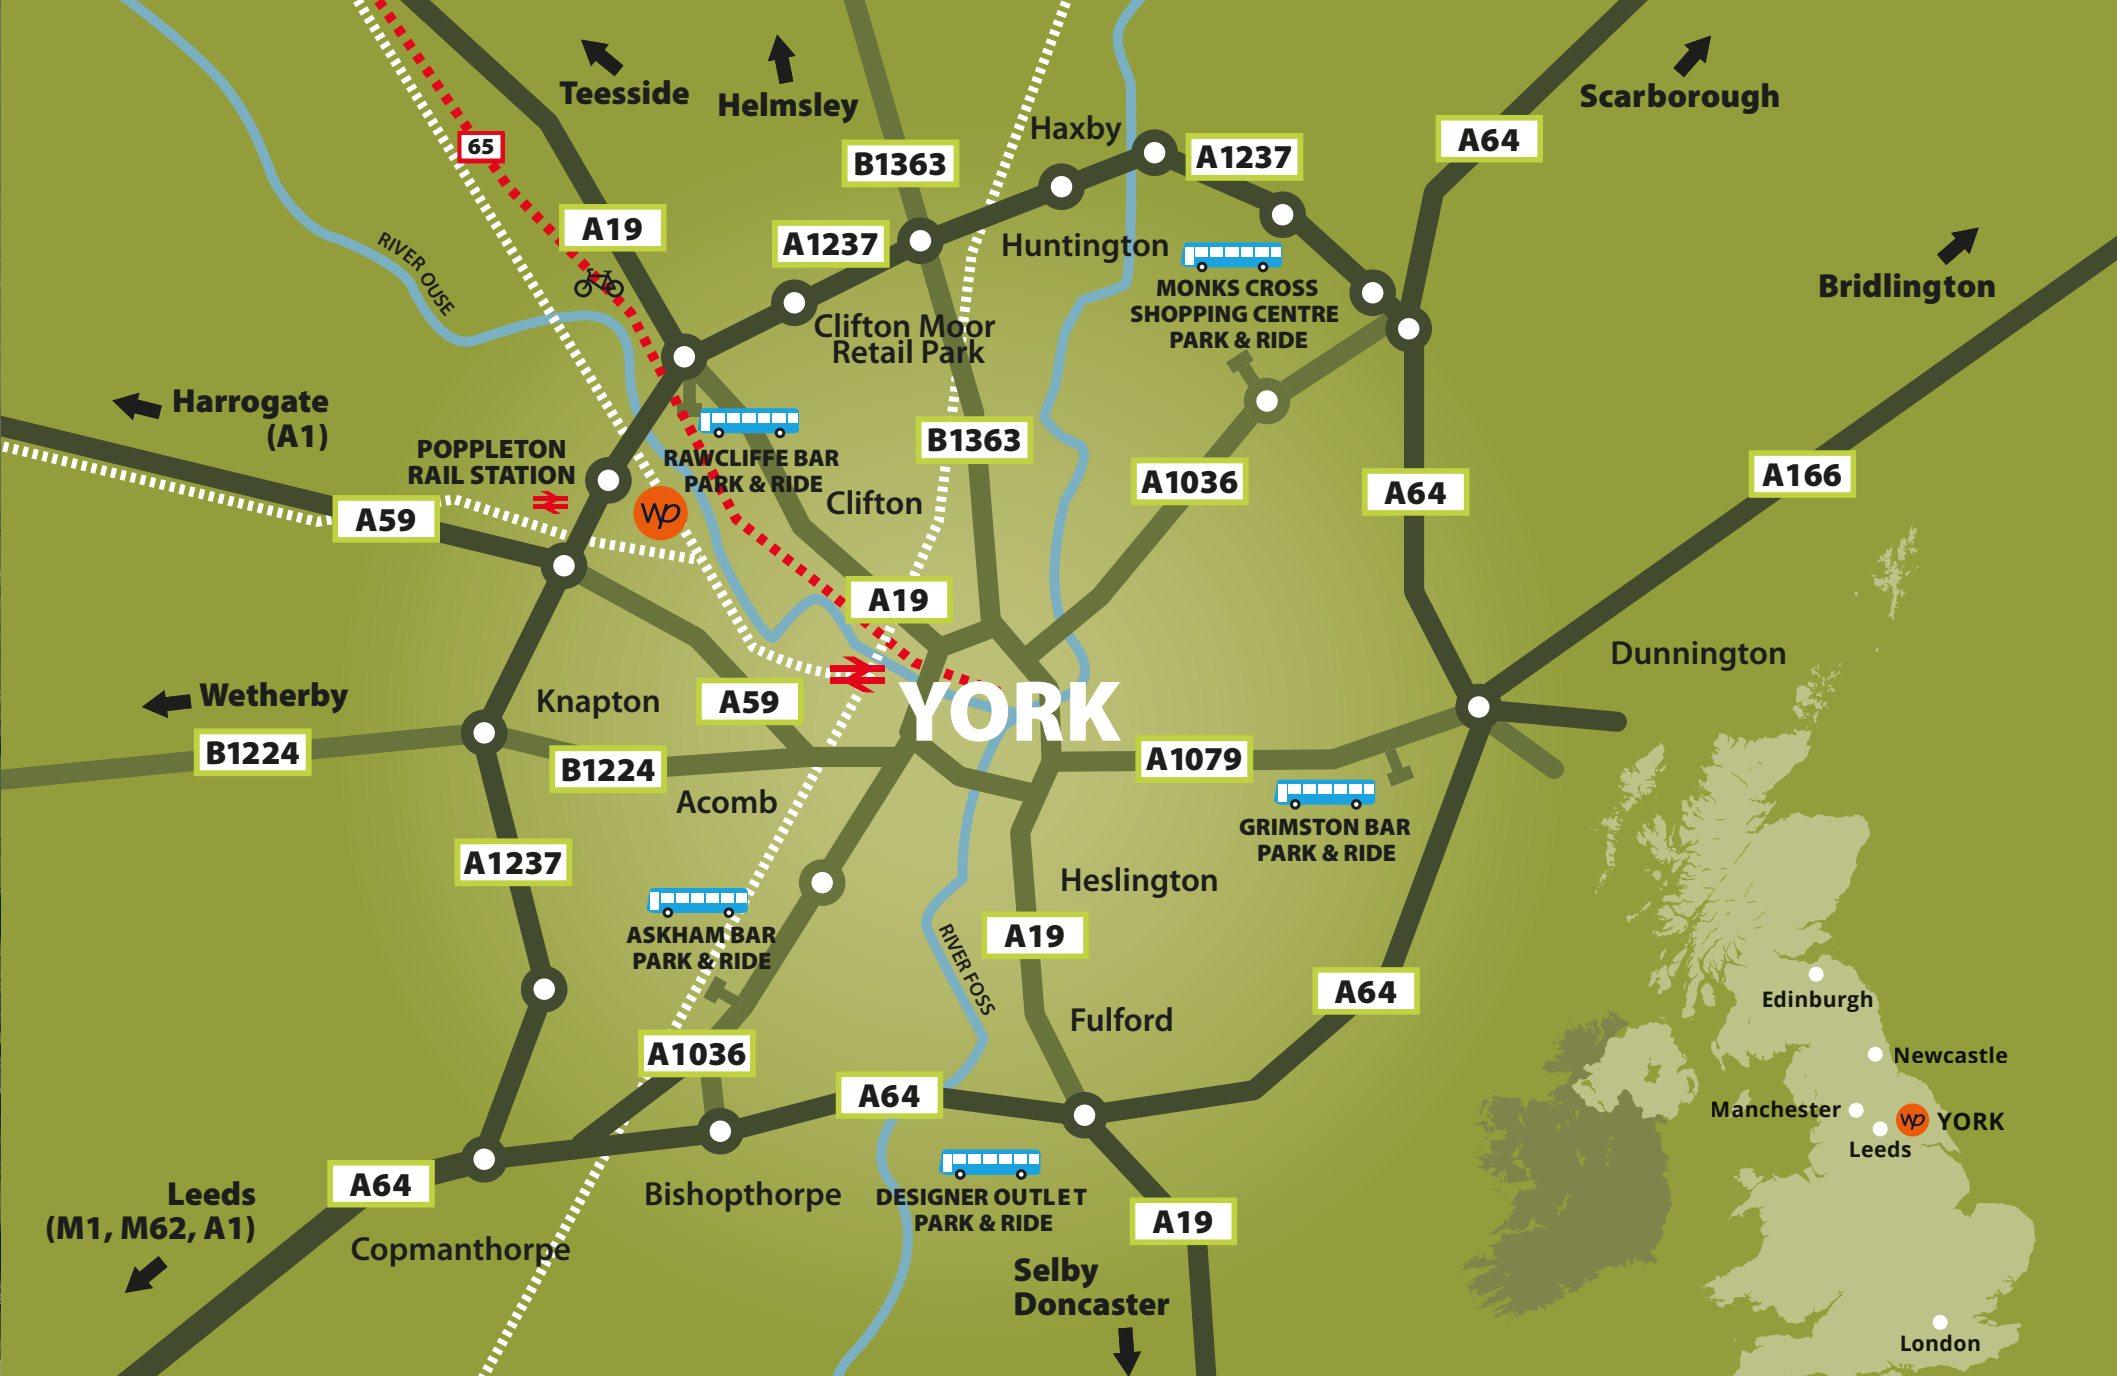 Teesside
Helmsley
Scarborough
Haxby
A64
65
B1363
A1237
A19
A1237
RIVER OUSE
Huntington
Bridlington
MONKS CROSS
SHOPPING CENTRE
PARK & RIDE
Clifton Moor
Retail Park
Harrogate
(A1)
POPPLETON
RAIL STATION
RAWCLIFFE BAR
PARK & RIDE
B1363
A1036
A64
A166
A59
wp
Clifton
A19
Dunnington
Wetherby
Knapton
A59
YORK
B1224
B1224
A1079
Acomb
GRIMSTON BAR
PARK & RIDE
A1237
Heslington
ASKHAM BAR
PARK & RIDE
A19
RIVER FOSS
A64
Fulford
A1036
A64
Edinburgh
Newcastle
Manchester
wp YORK
Leeds
A64
Leeds
(M1, M62, A1)
Bishopthorpe
DESIGNER OUTLET
PARK & RIDE
A19
Copmanthorpe
Selby
Doncaster
London